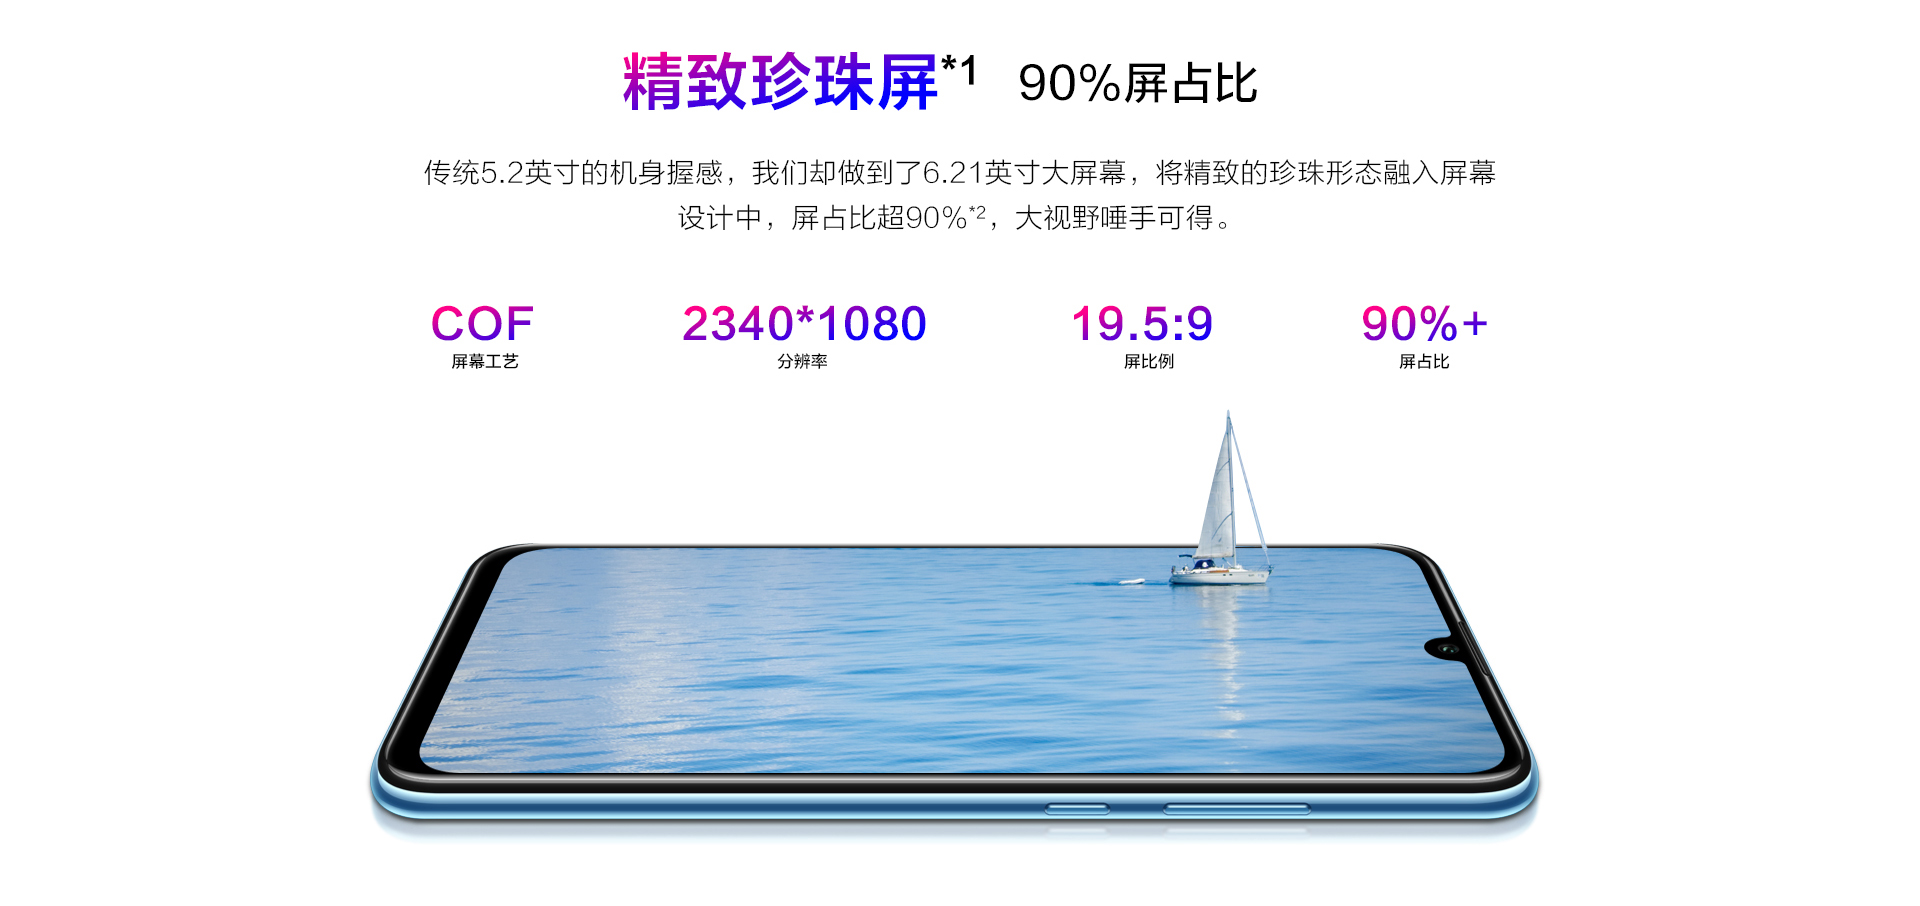 精致珍珠屏*1 90%屏占比
传统5.2英寸的机身握感，我们却做到了6.21英寸大屏幕，将精致的珍珠形态融入屏幕
设计中，屏占比超90%*2，大视野唾手可得。
COF 2340*1080 19.5:9 90%+
屏幕工艺 分辨率 屏比例 屏占比